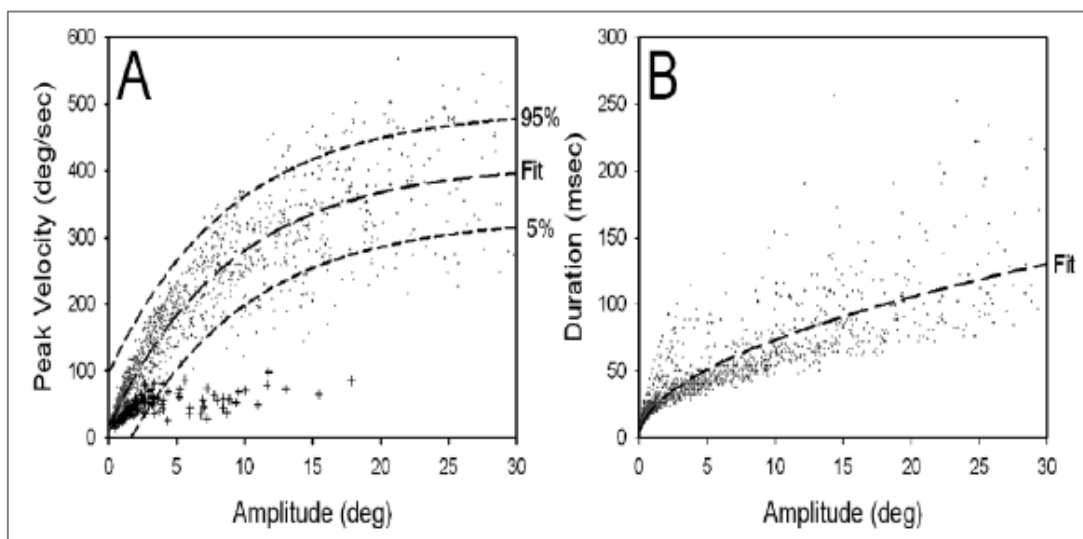 A
Peak Velocity (deg/sec)
600
500
400
300
200
100
0
0 5 10 15 20 25 30
Amplitude (deg)
95%
Fit
5%
B
Duration (msec)
300
250
200
150
100
50
0
0 5 10 15 20 25 30
Amplitude (deg)
Fit